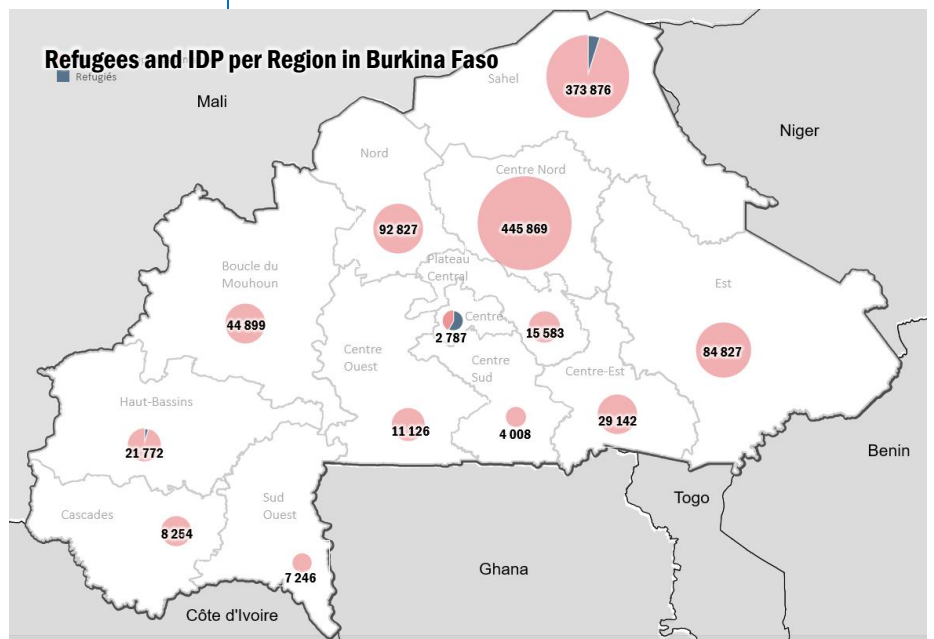 Refugees and IDP per Region in Burkina Faso
Refugiés
Mali
Niger
Sahel
373 876
Nord
92 827
Centre Nord
445 869
Boucle du
Mouhoun
44 899
Plateau
Central
15 583
Centre
2 787
Est
84 827
Centre
Ouest
11 126
Centre
Sud
4 008
Centre-Est
29 142
Haut-Bassins
21 772
Cascades
8 254
Sud
Ouest
7 246
Benin
Togo
Ghana
Côte d'Ivoire